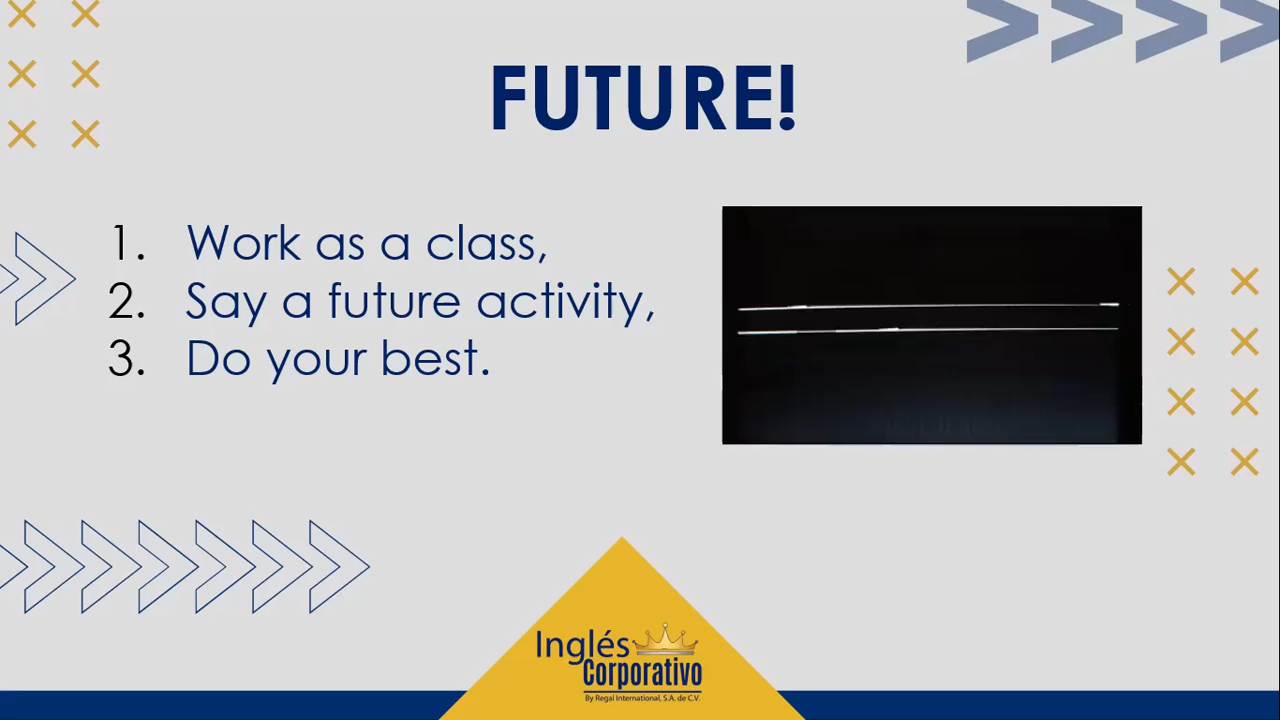 FUTURE!
1. Work as a class,
2. Say a future activity,
3. Do your best.
Inglés
Corporativo
By Regal International, S.A. de C.V.